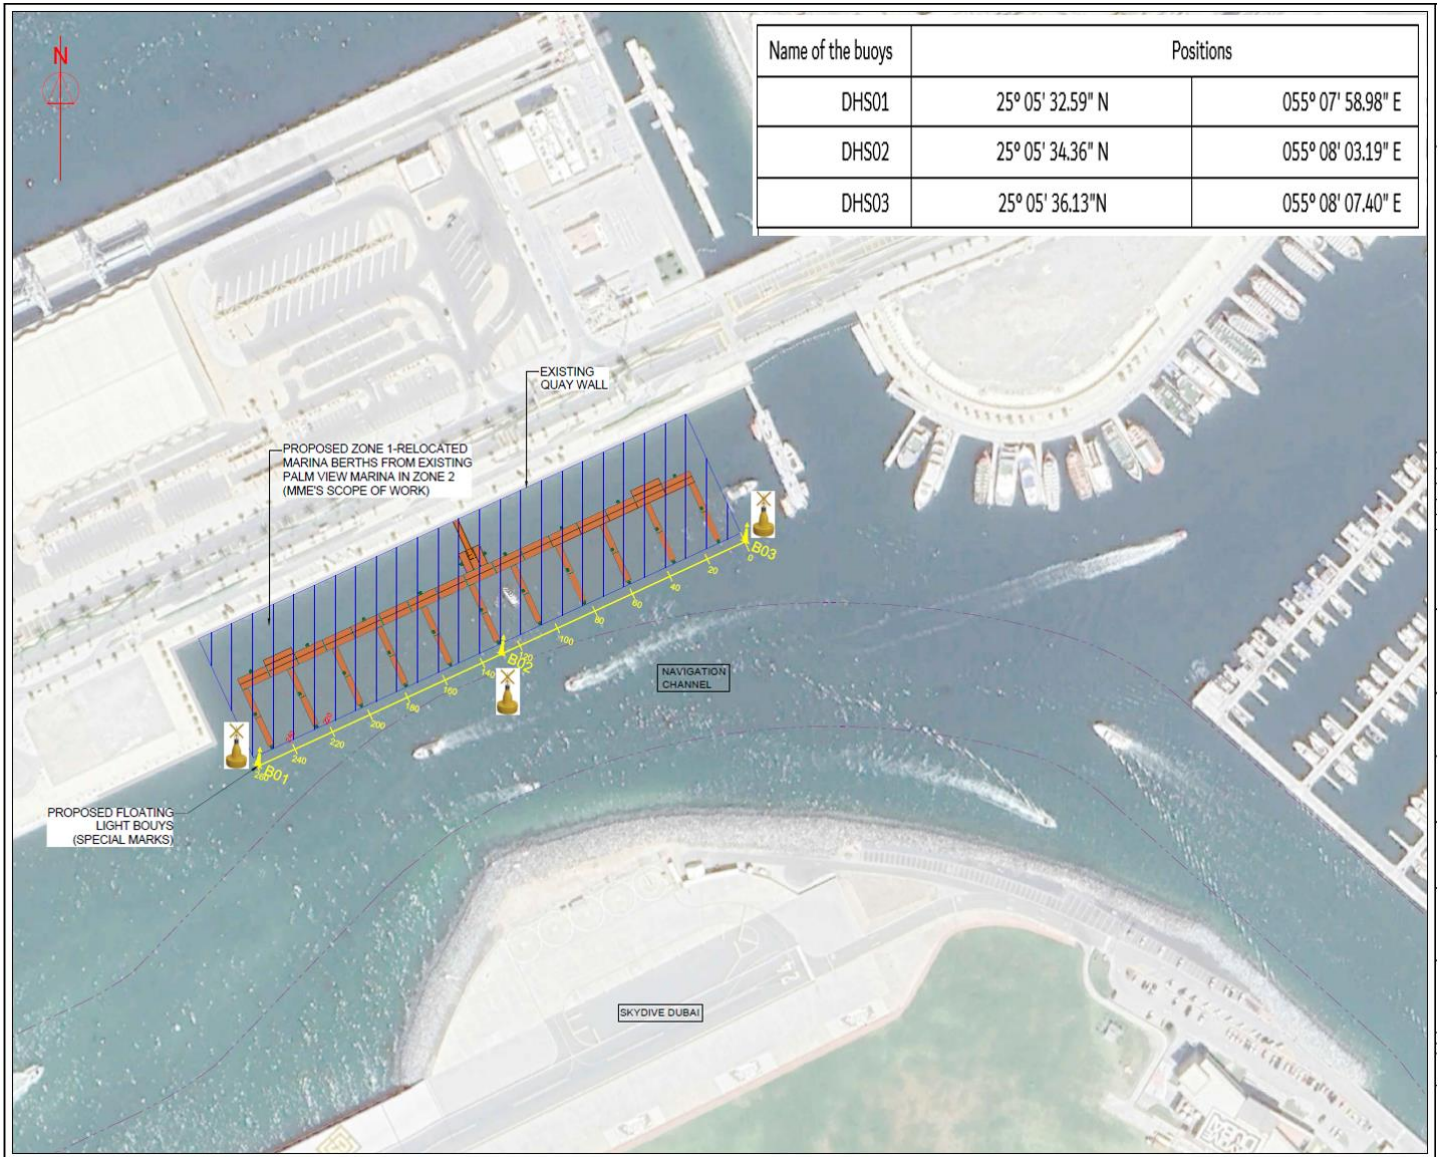 N
Name of the buoys Positions
DHS01 25° 05' 32.59" N 055° 07' 58.98" E
DHS02 25° 05' 34.36" N 055° 08' 03.19" E
DHS03 25° 05' 36.13"N 055° 08' 07.40" E
EXISTING
QUAY WALL
PROPOSED ZONE 1-RELOCATED
MARINA BERTHS FROM EXISTING
PALM VIEW MARINA IN ZONE 2
(MME'S SCOPE OF WORK)
B03
0
20
40
60
80
100
120
B02
140
160
180
200
220
240
260
B01
NAVIGATION
CHANNEL
PROPOSED FLOATING
LIGHT BOUYS
(SPECIAL MARKS)
SKYDIVE DUBAI